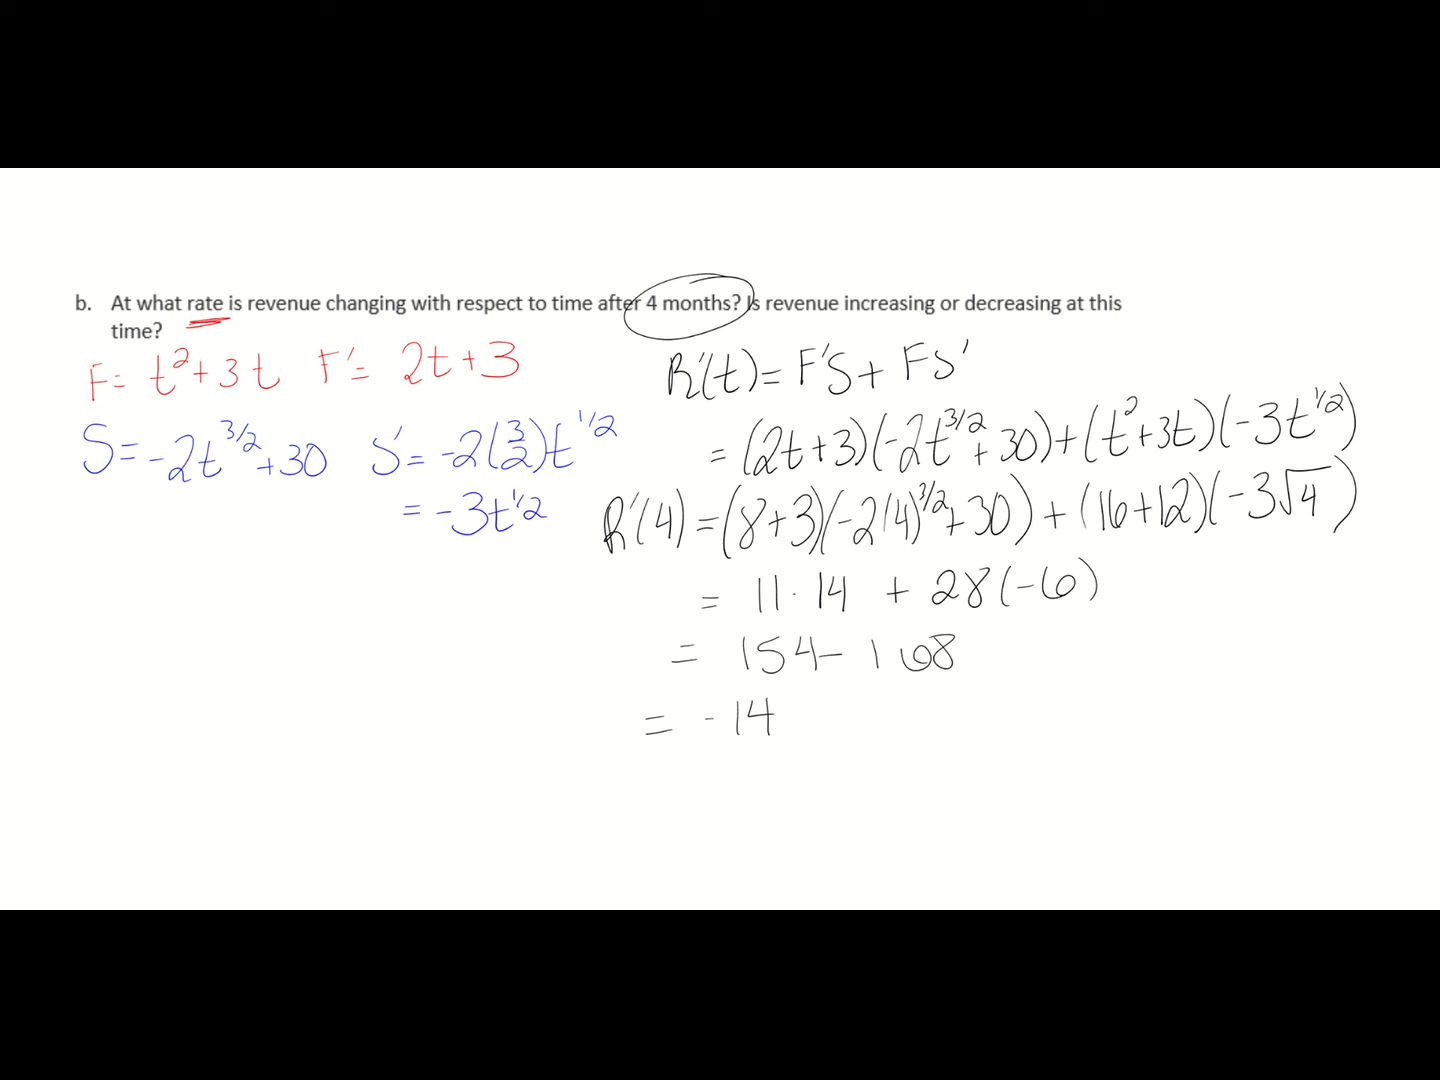 b. At what rate is revenue changing with respect to time after 4 months? Is revenue increasing or decreasing at this
time?
F = t²+3t F' = 2t+3
S = -2t^3/2 +30 S' = -2(3/2)t^1/2
= -3t^1/2
R'(t) = F'S + FS'
= (2t+3)(-2t^3/2 +30)+(t²+3t)(-3t^1/2)
R'(4) = (8+3)(-2(4)^3/2 +30) + (16+12)(-3√4)
= 11·14 + 28(-6)
= 154 - 168
= -14